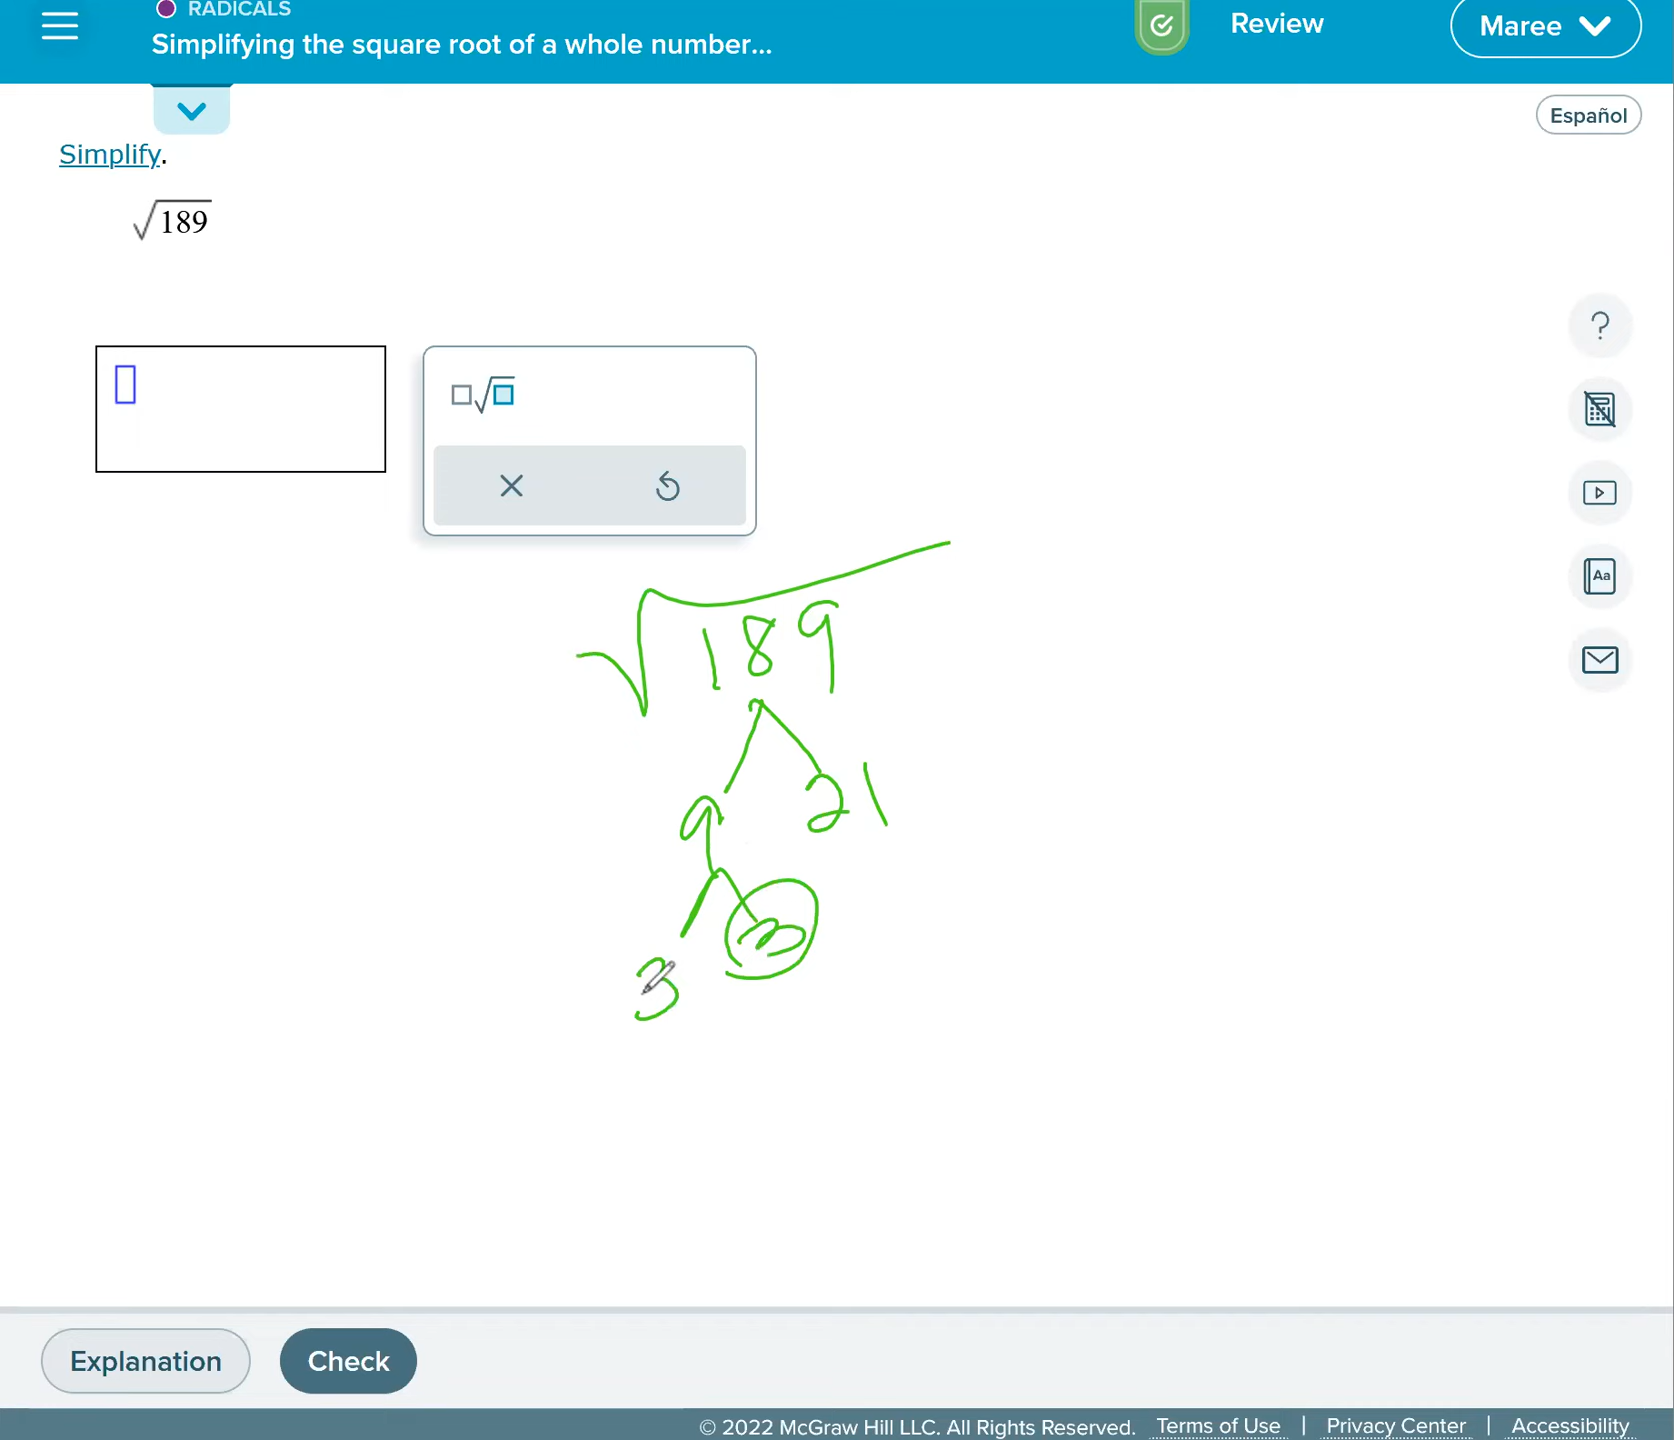 RADICALS
Simplifying the square root of a whole number...
Review
Maree
Español
Simplify.
√189
□√□
?
Aa
√189
9 21
3 3
Explanation
Check
© 2022 McGraw Hill LLC. All Rights Reserved. Terms of Use | Privacy Center | Accessibility